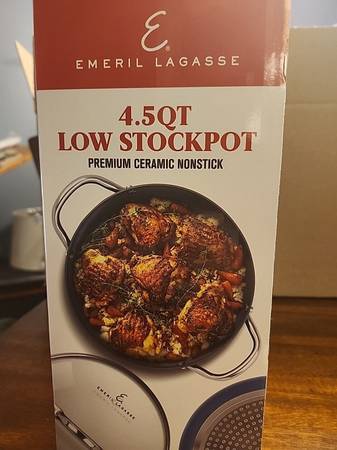 E
EMERIL LAGASSE
4.5QT
LOW STOCKPOT
PREMIUM CERAMIC NONSTICK
E
EMERIL LAGASSE